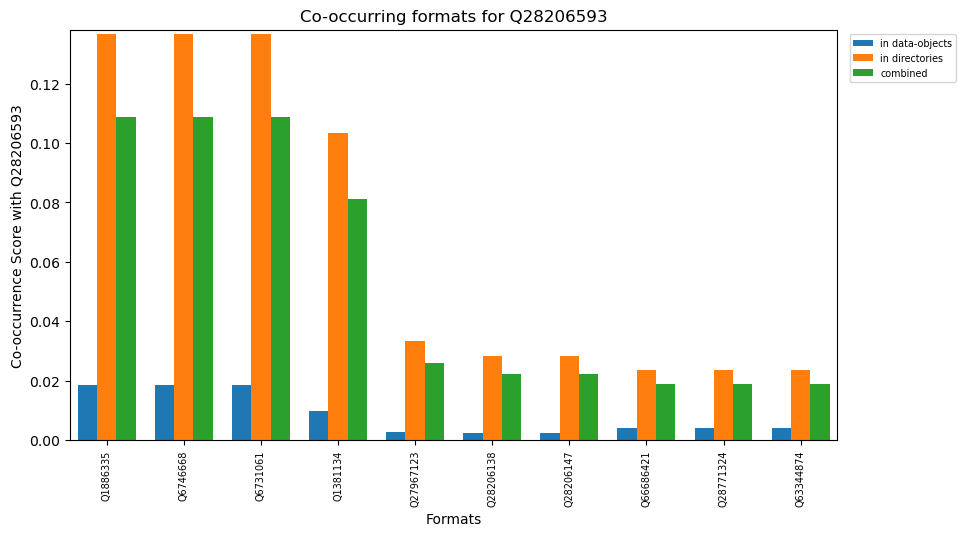 Co-occurring formats for Q28206593
in data-objects
in directories
combined
Co-occurrence Score with Q28206593
0.12
0.10
0.08
0.06
0.04
0.02
0.00
Q1886335
Q6746668
Q6731061
Q1381134
Q27967123
Q28206138
Q28206147
Q66686421
Q28771324
Q63344874
Formats